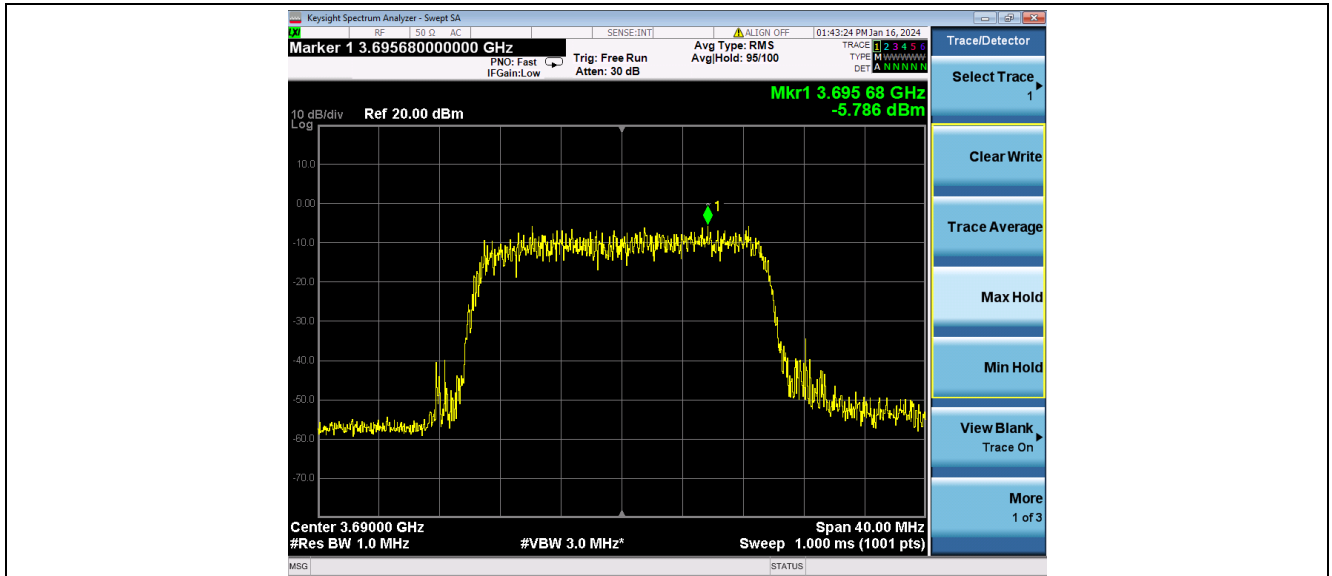 Keysight Spectrum Analyzer - Swept SA
LXI RF 50 Ω AC SENSE:INT ALIGN OFF 01:43:24 PM Jan 16, 2024
Marker 1 3.695680000000 GHz
PNO: Fast
IFGain:Low
Trig: Free Run
Atten: 30 dB
Avg Type: RMS
Avg|Hold: 95/100
TRACE 1 2 3 4 5 6
TYPE M WWWWW
DET A N N N N N
Mkr1 3.695 68 GHz
-5.786 dBm
10 dB/div Ref 20.00 dBm
Log
10.0
0.00
-10.0
-20.0
-30.0
-40.0
-50.0
-60.0
-70.0
1
Center 3.69000 GHz Span 40.00 MHz
#Res BW 1.0 MHz #VBW 3.0 MHz* Sweep 1.000 ms (1001 pts)
MSG STATUS
Trace/Detector
Select Trace
1
Clear Write
Trace Average
Max Hold
Min Hold
View Blank
Trace On
More
1 of 3